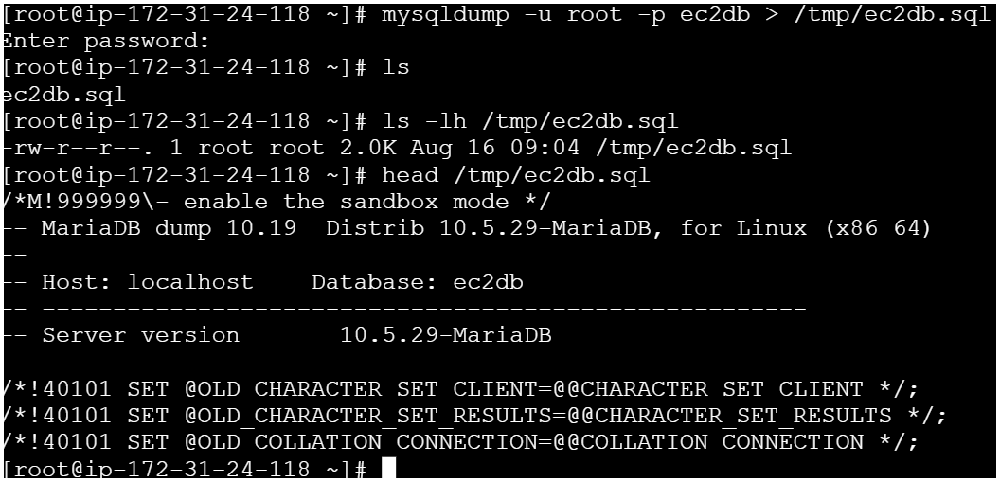 [root@ip-172-31-24-118 ~]# mysqldump -u root -p ec2db > /tmp/ec2db.sql
Enter password:
[root@ip-172-31-24-118 ~]# ls
ec2db.sql
[root@ip-172-31-24-118 ~]# ls -lh /tmp/ec2db.sql
-rw-r--r--. 1 root root 2.0K Aug 16 09:04 /tmp/ec2db.sql
[root@ip-172-31-24-118 ~]# head /tmp/ec2db.sql
/*M!999999\- enable the sandbox mode */
-- MariaDB dump 10.19  Distrib 10.5.29-MariaDB, for Linux (x86_64)
--
-- Host: localhost    Database: ec2db
-- ------------------------------------------------------
-- Server version       10.5.29-MariaDB

/*!40101 SET @OLD_CHARACTER_SET_CLIENT=@@CHARACTER_SET_CLIENT */;
/*!40101 SET @OLD_CHARACTER_SET_RESULTS=@@CHARACTER_SET_RESULTS */;
/*!40101 SET @OLD_COLLATION_CONNECTION=@@COLLATION_CONNECTION */;
[root@ip-172-31-24-118 ~]#